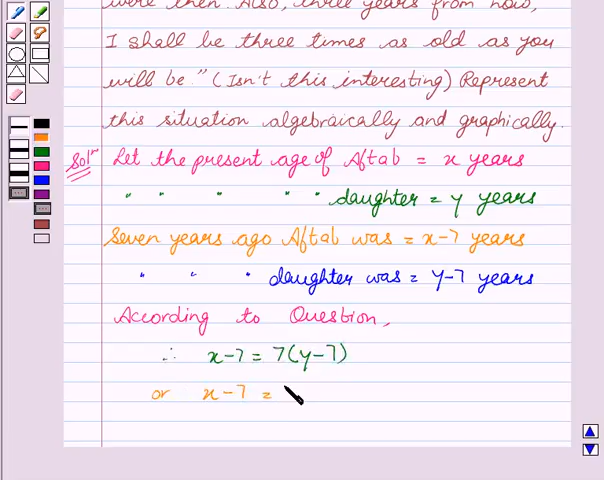 were then. Also, three years from now,
I shall be three times as old as you
will be." (Isn't this interesting) Represent
this situation algebraically and graphically.
Solⁿ Let the present age of Aftab = x years
" " " " " daughter = y years
Seven years ago Aftab was = x-7 years
" " " daughter was = y-7 years
According to Question,
∴ x-7 = 7(y-7)
or x-7 =